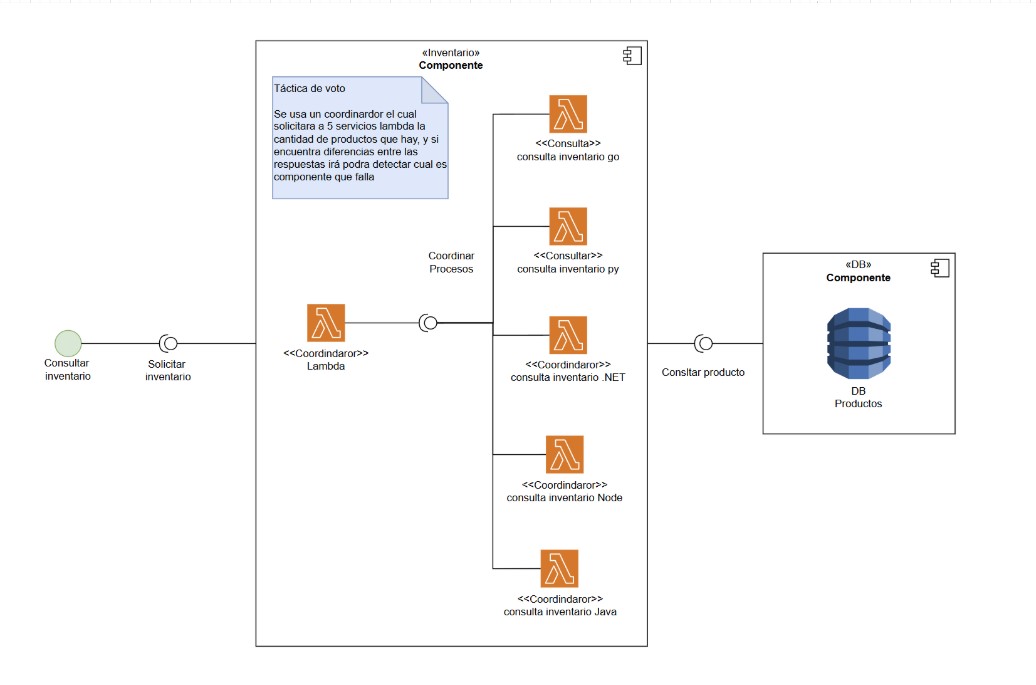 «Inventario»
Componente
Táctica de voto
Se usa un coordinardor el cual
solicitara a 5 servicios lambda la
cantidad de productos que hay, y si
encuentra diferencias entre las
respuestas irá podra detectar cual es
componente que falla
<<Consulta>>
consulta inventario go
Coordinar
Procesos
<<Consultar>>
consulta inventario py
<<Coordindaror>>
Lambda
<<Coordindaror>>
consulta inventario .NET
<<Coordindaror>>
consulta inventario Node
<<Coordindaror>>
consulta inventario Java
Consultar
inventario
Solicitar
inventario
Consltar producto
«DB»
Componente
DB
Productos